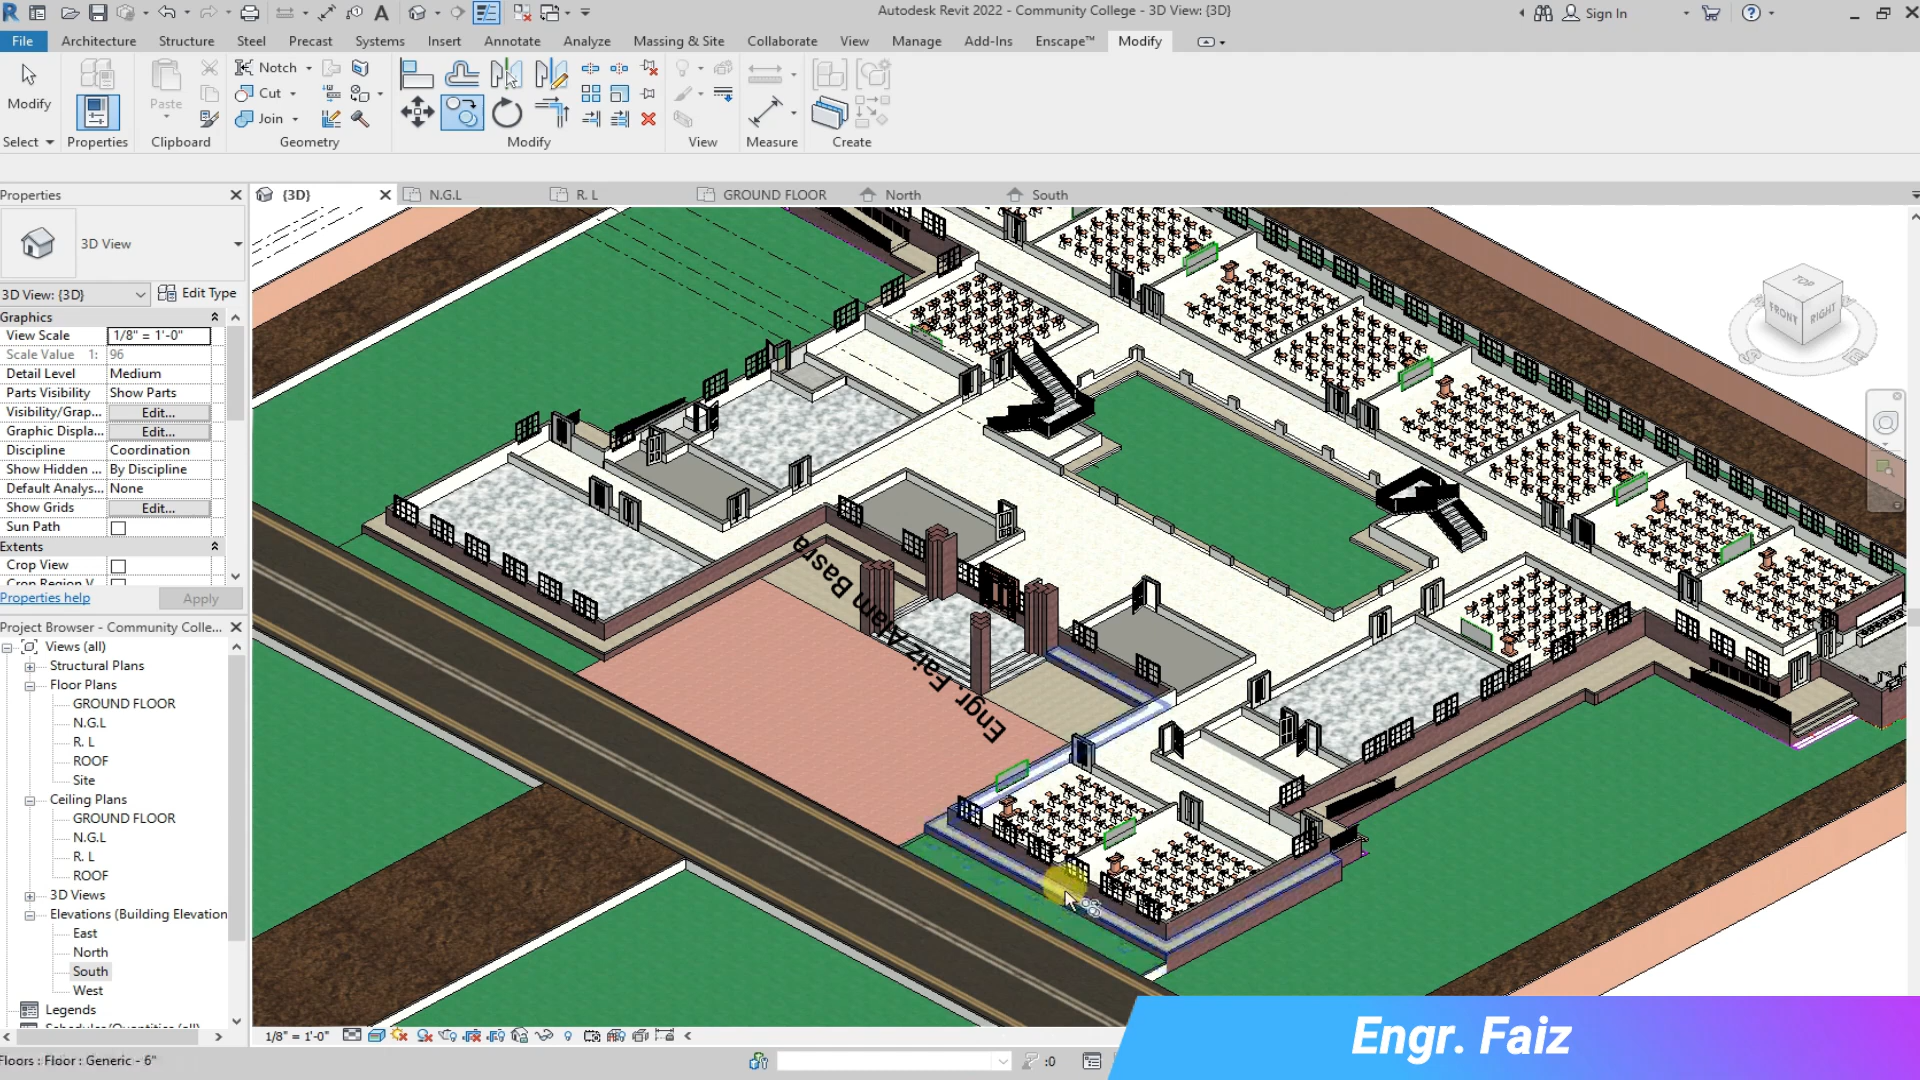 Autodesk Revit 2022 - Community College - 3D View: {3D}
Sign In
File
Architecture
Structure
Steel
Precast
Systems
Insert
Annotate
Analyze
Massing & Site
Collaborate
View
Manage
Add-Ins
Enscape™
Modify
Modify
Paste
Notch
Cut
Join
Select
Properties
Clipboard
Geometry
Modify
View
Measure
Create
Properties
{3D}
N.G.L
R. L
GROUND FLOOR
North
South
3D View
3D View: {3D}
Edit Type
Graphics
View Scale
1/8" = 1'-0"
Scale Value 1:
96
Detail Level
Medium
Parts Visibility
Show Parts
Visibility/Grap...
Edit...
Graphic Displa...
Edit...
Discipline
Coordination
Show Hidden ...
By Discipline
Default Analys...
None
Show Grids
Edit...
Sun Path
Extents
Crop View
Properties help
Apply
Project Browser - Community Colle...
Views (all)
Structural Plans
Floor Plans
GROUND FLOOR
N.G.L
R. L
ROOF
Site
Ceiling Plans
GROUND FLOOR
N.G.L
R. L
ROOF
3D Views
Elevations (Building Elevation
East
North
South
West
Legends
TOP
FRONT
RIGHT
Engr. Faiz Alam Basra
1/8" = 1'-0"
Floors : Floor : Generic - 6"
:0
Engr. Faiz